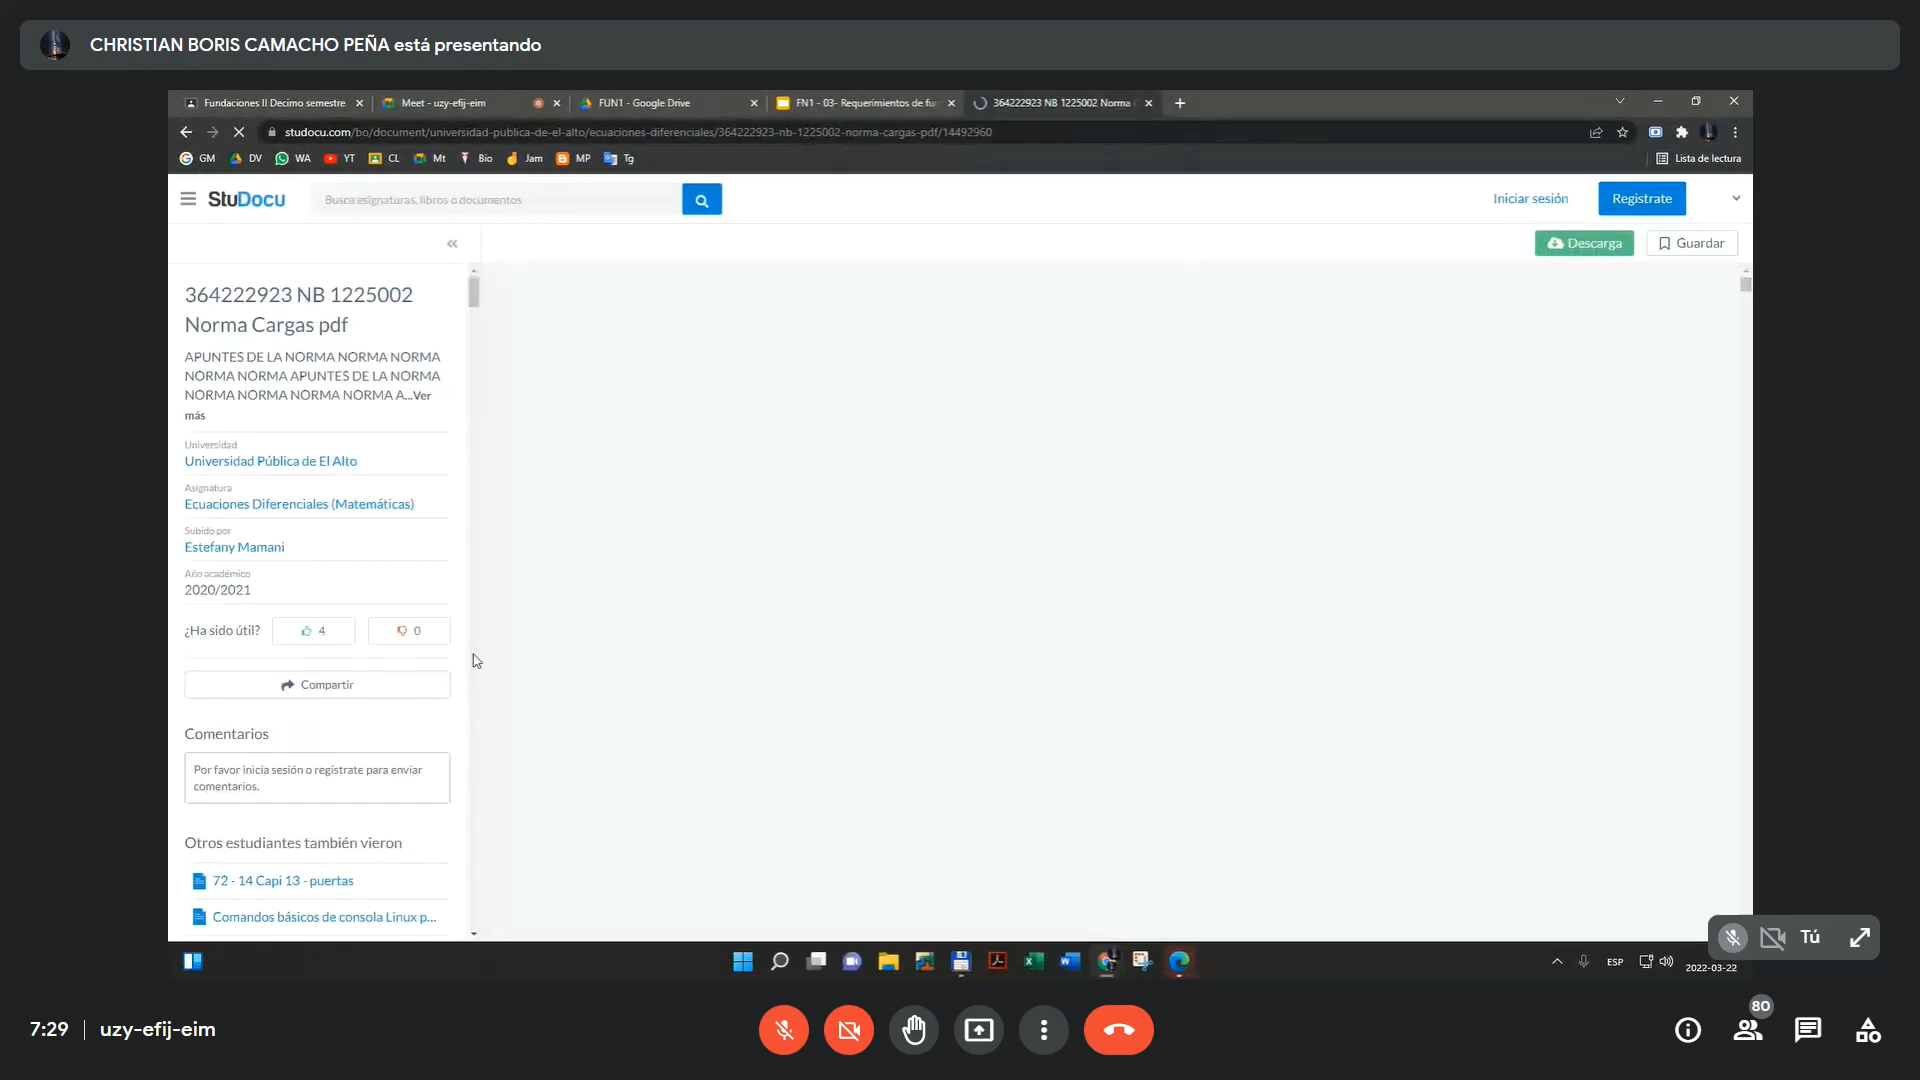 CHRISTIAN BORIS CAMACHO PEÑA está presentando
Fundaciones II Decimo semestre
Meet - uzy-efij-eim
FUN1 - Google Drive
FN1 - 03- Requerimientos de fu
364222923 NB 1225002 Norma
studocu.com/bo/document/universidad-publica-de-el-alto/ecuaciones-diferenciales/364222923-nb-1225002-norma-cargas-pdf/14492960
GM DV WA YT CL Mt Bio Jam MP Tg
Lista de lectura
StuDocu
Busca asignaturas, libros o documentos
Iniciar sesión
Regístrate
Descarga
Guardar
364222923 NB 1225002
Norma Cargas pdf
APUNTES DE LA NORMA NORMA NORMA
NORMA NORMA APUNTES DE LA NORMA
NORMA NORMA NORMA NORMA A...Ver
más
Universidad
Universidad Pública de El Alto
Asignatura
Ecuaciones Diferenciales (Matemáticas)
Subido por
Estefany Mamani
Año académico
2020/2021
¿Ha sido útil? 4 0
Compartir
Comentarios
Por favor inicia sesión o regístrate para enviar
comentarios.
Otros estudiantes también vieron
72 - 14 Capi 13 - puertas
Comandos básicos de consola Linux p...
Tú
ESP
2022-03-22
7:29 | uzy-efij-eim
80